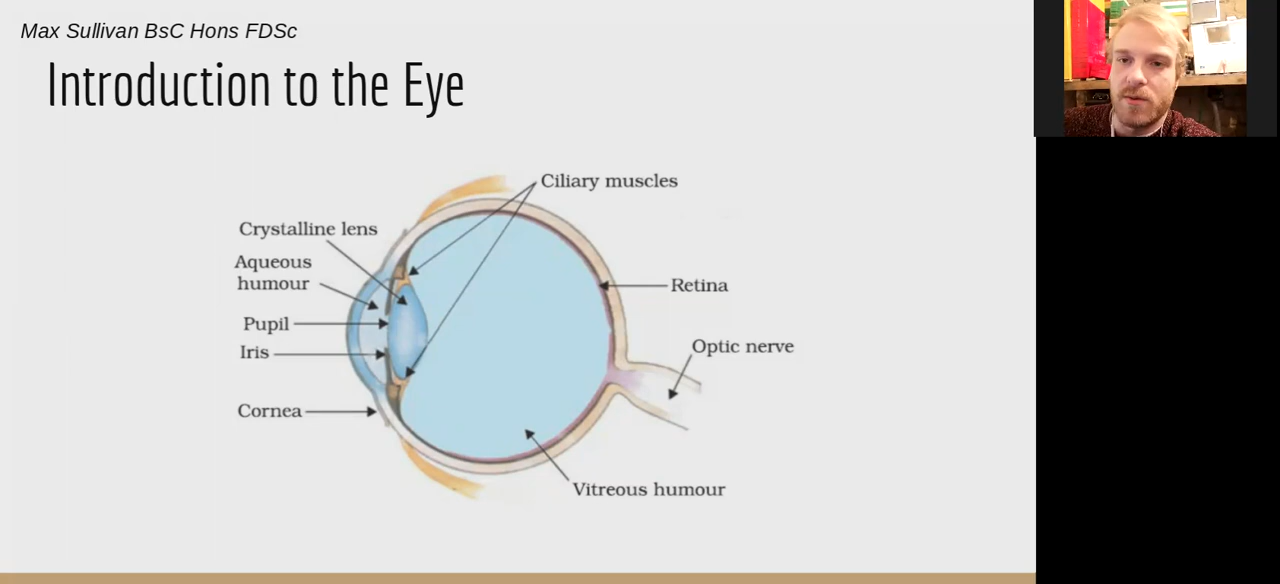 Max Sullivan BSc Hons FDSc
Introduction to the Eye
Ciliary muscles
Crystalline lens
Aqueous
humour
Retina
Pupil
Optic nerve
Iris
Cornea
Vitreous humour